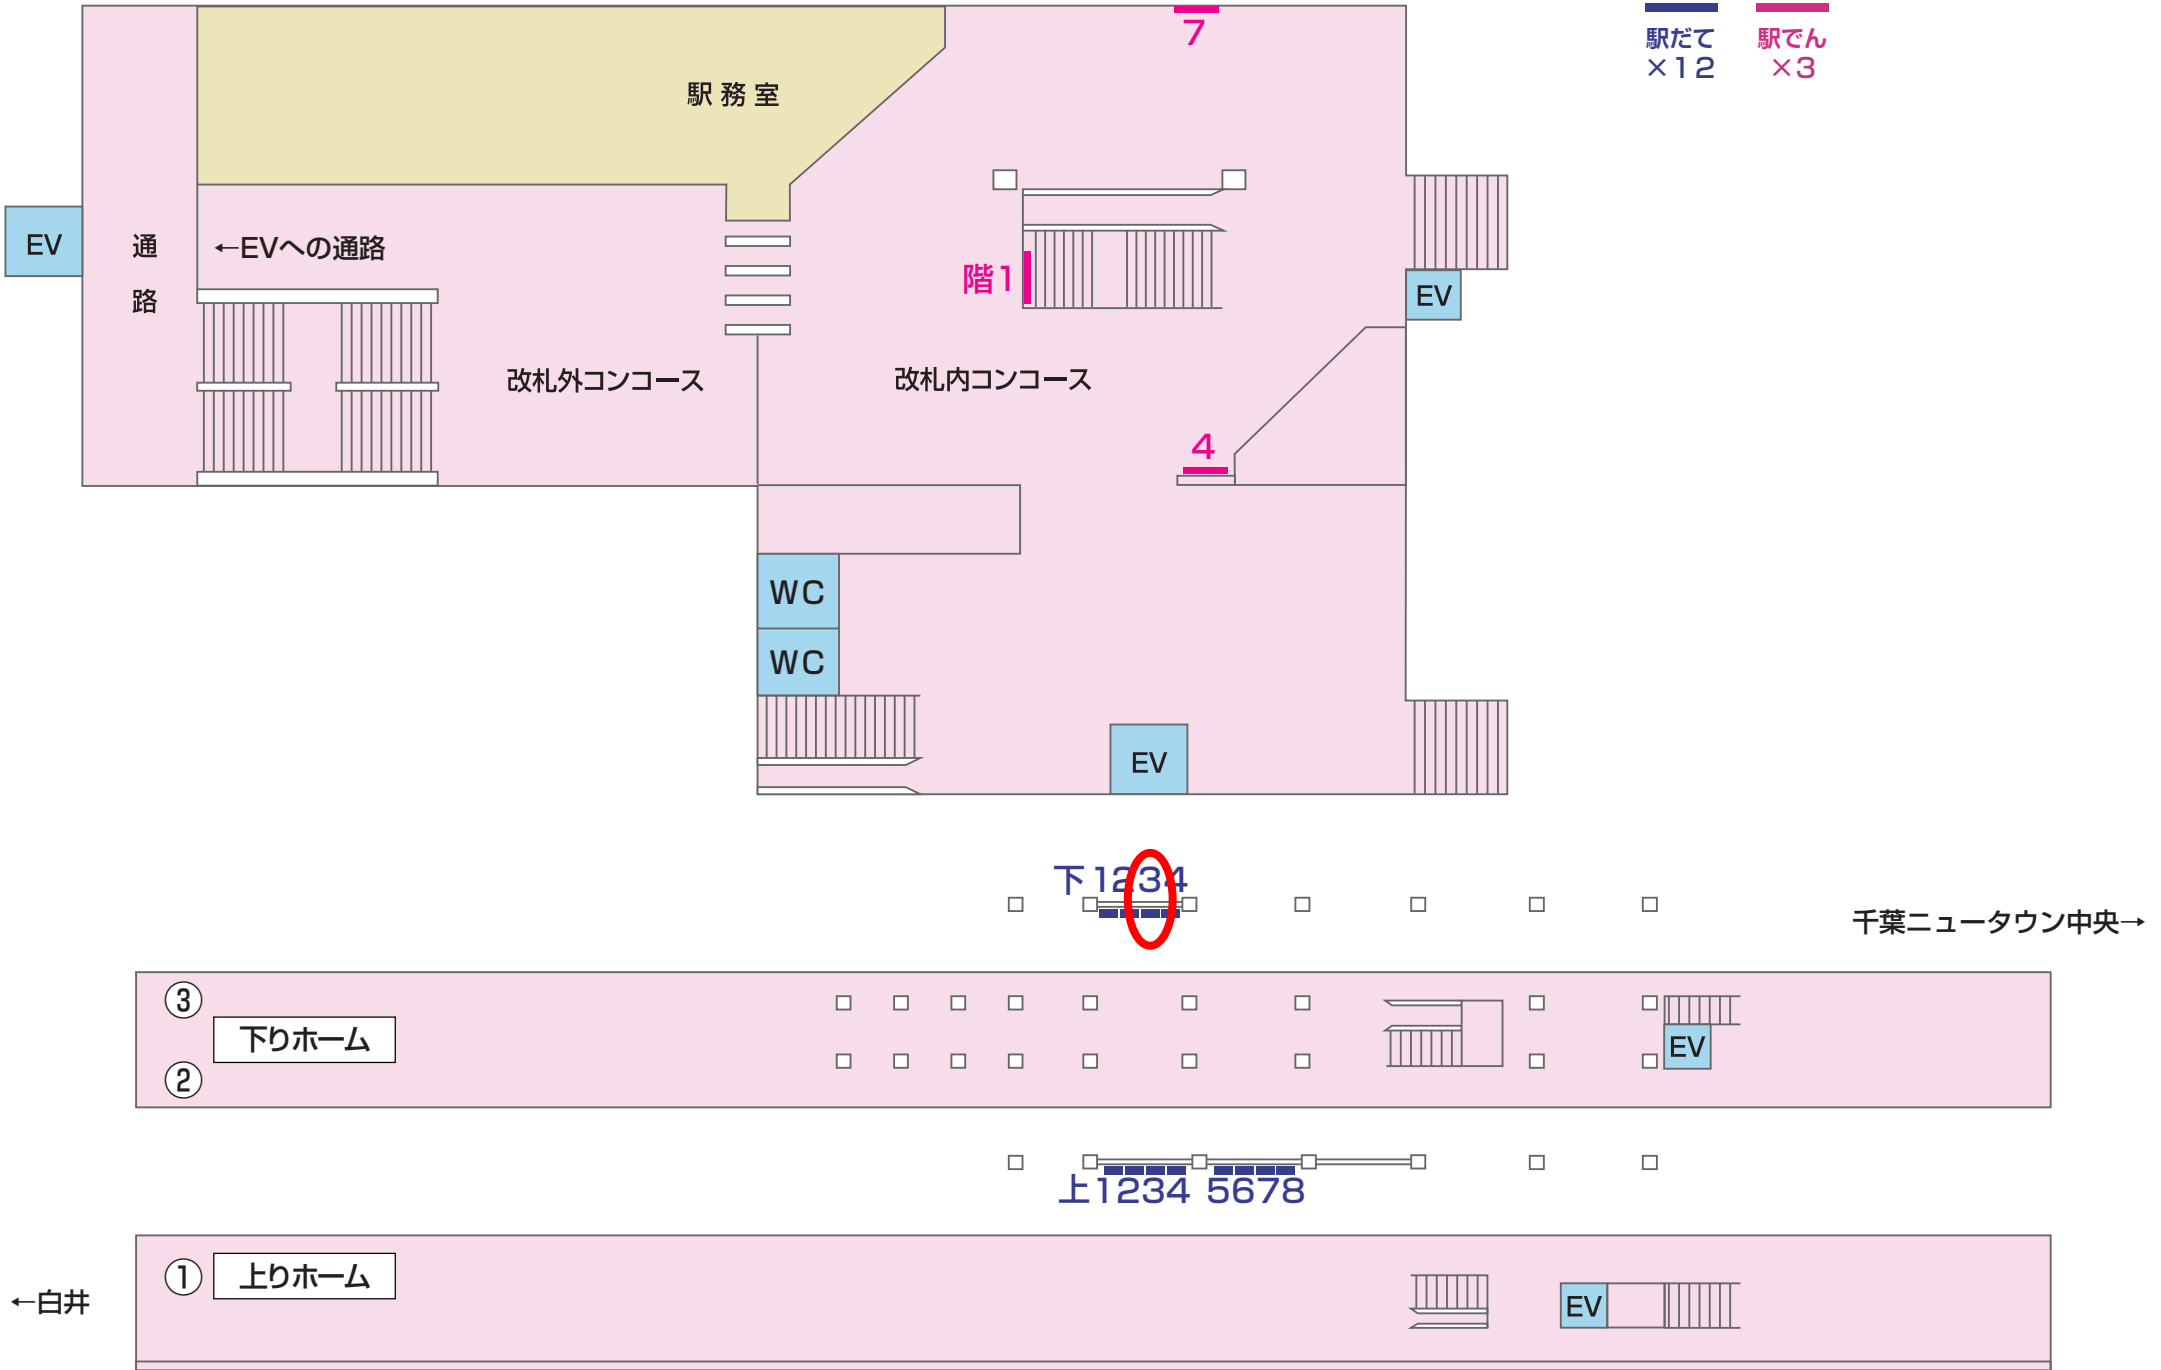 7
駅だて
×12
駅でん
×3
駅務室
EV
通路
←EVへの通路
階1
EV
改札外コンコース
改札内コンコース
4
WC
WC
EV
下1234
千葉ニュータウン中央→
③
下りホーム
②
EV
上1234 5678
①
上りホーム
←白井
EV